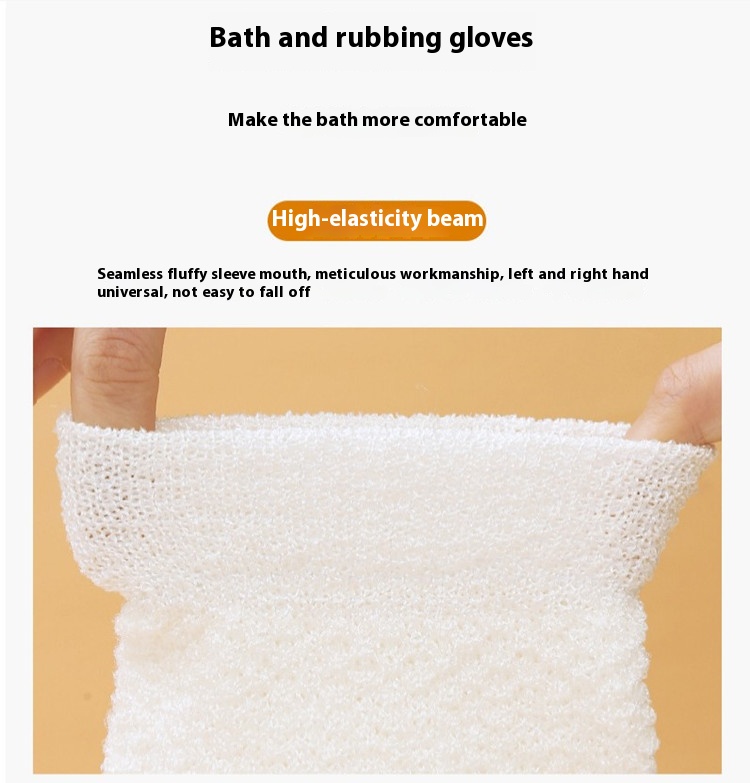 Bath and rubbing gloves
Make the bath more comfortable
High-elasticity beam
Seamless fluffy sleeve mouth, meticulous workmanship, left and right hand
universal, not easy to fall off